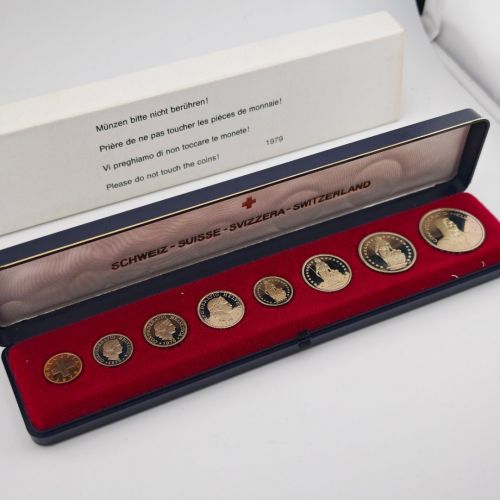 Münzen bitte nicht berühren!
Prière de ne pas toucher les pièces de monnaie!
Vi preghiamo di non toccare le monete!
Please do not touch the coins! 1979
SCHWEIZ - SUISSE - SVIZZERA - SWITZERLAND